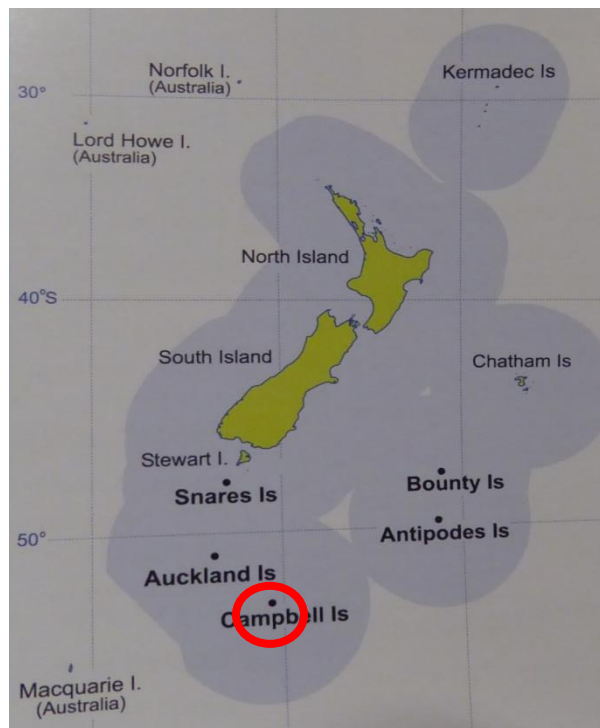 Norfolk I.
(Australia)
Kermadec Is
30°
Lord Howe I.
(Australia)
North Island
40°S
South Island
Chatham Is
Stewart I.
Snares Is
Bounty Is
Antipodes Is
50°
Auckland Is
Campbell Is
Macquarie I.
(Australia)